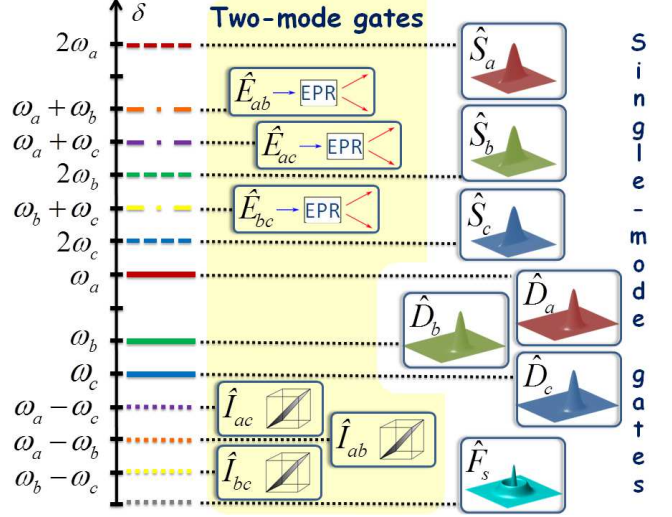 δ
Two-mode gates
Single-mode gates
2ω_a
Ŝ_a
ω_a + ω_b
Ê_ab → EPR
ω_a + ω_c
Ê_ac → EPR
Ŝ_b
2ω_b
ω_b + ω_c
Ê_bc → EPR
Ŝ_c
2ω_c
ω_a
D̂_a
D̂_b
ω_b
ω_c
D̂_c
ω_a − ω_c
Î_ac
ω_a − ω_b
Î_ab
ω_b − ω_c
Î_bc
F̂_s